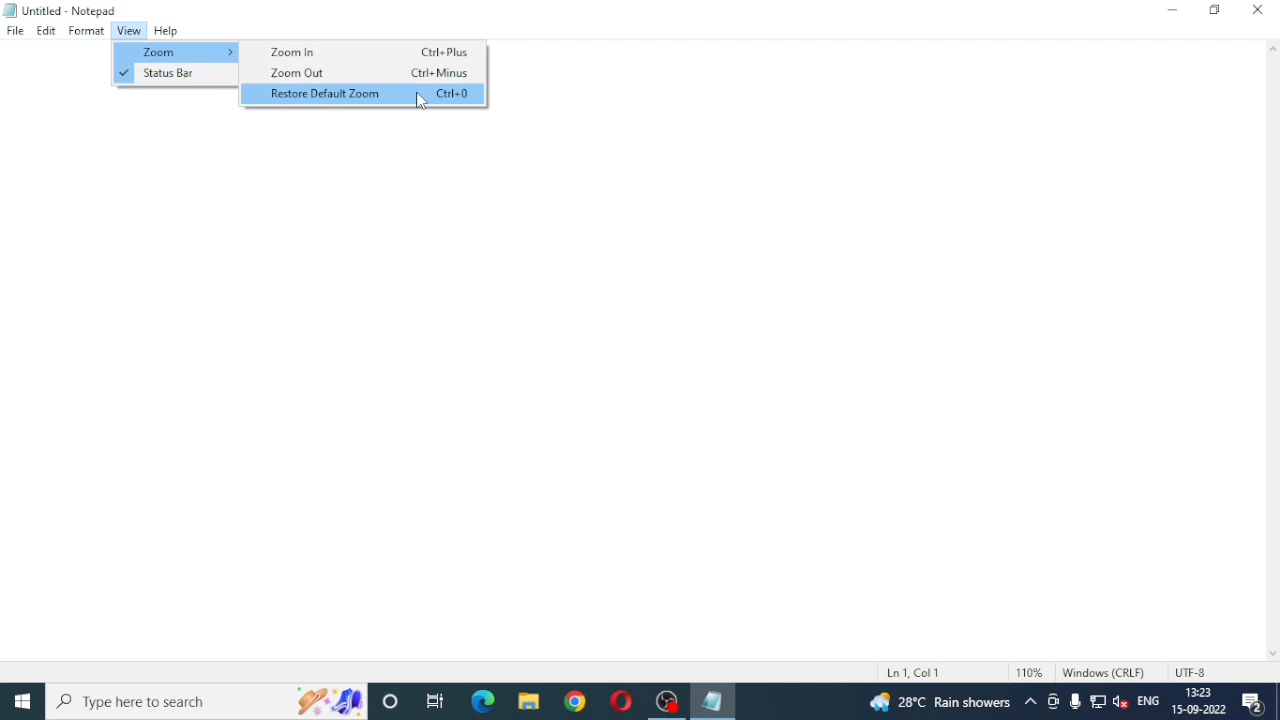 Untitled - Notepad
File Edit Format View Help
Zoom
Status Bar
Zoom In Ctrl+Plus
Zoom Out Ctrl+Minus
Restore Default Zoom Ctrl+0
Ln 1, Col 1 110% Windows (CRLF) UTF-8
Type here to search 28°C Rain showers ENG 13:23
15-09-2022 2